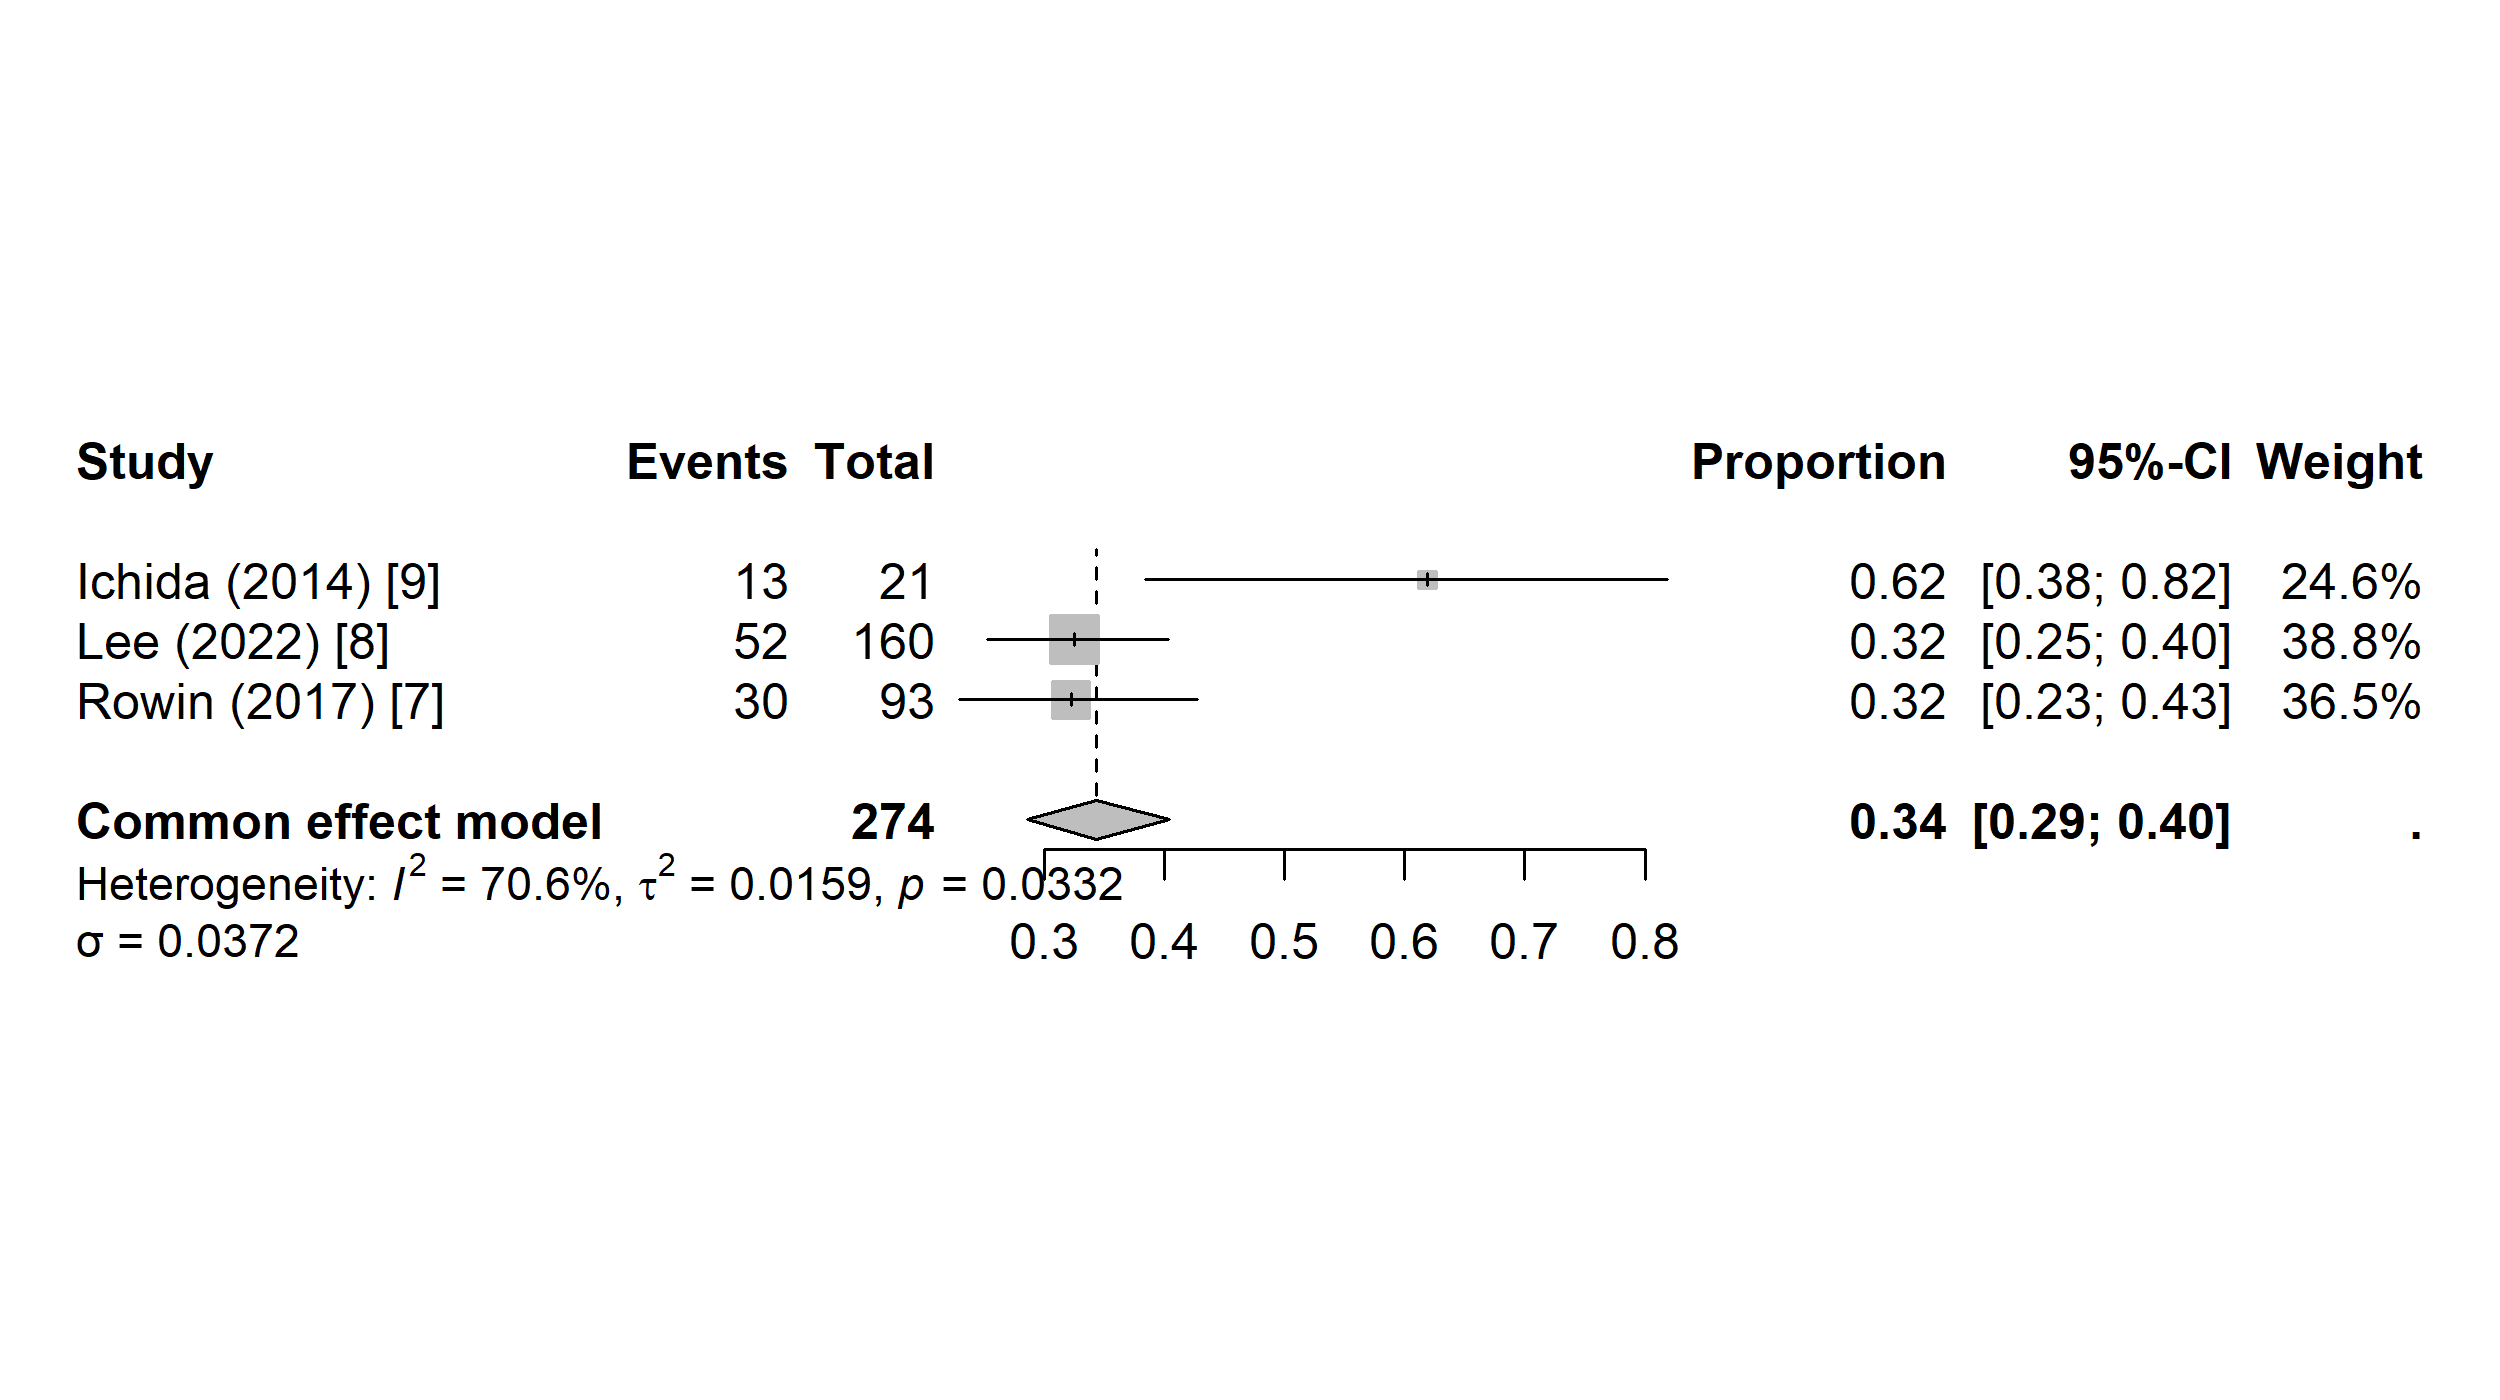 Study Events Total Proportion 95%-CI Weight
Ichida (2014) [9] 13 21 0.62 [0.38; 0.82] 24.6%
Lee (2022) [8] 52 160 0.32 [0.25; 0.40] 38.8%
Rowin (2017) [7] 30 93 0.32 [0.23; 0.43] 36.5%
Common effect model 274 0.34 [0.29; 0.40] .
Heterogeneity: I² = 70.6%, τ² = 0.0159, p = 0.0332
σ = 0.0372
0.3 0.4 0.5 0.6 0.7 0.8